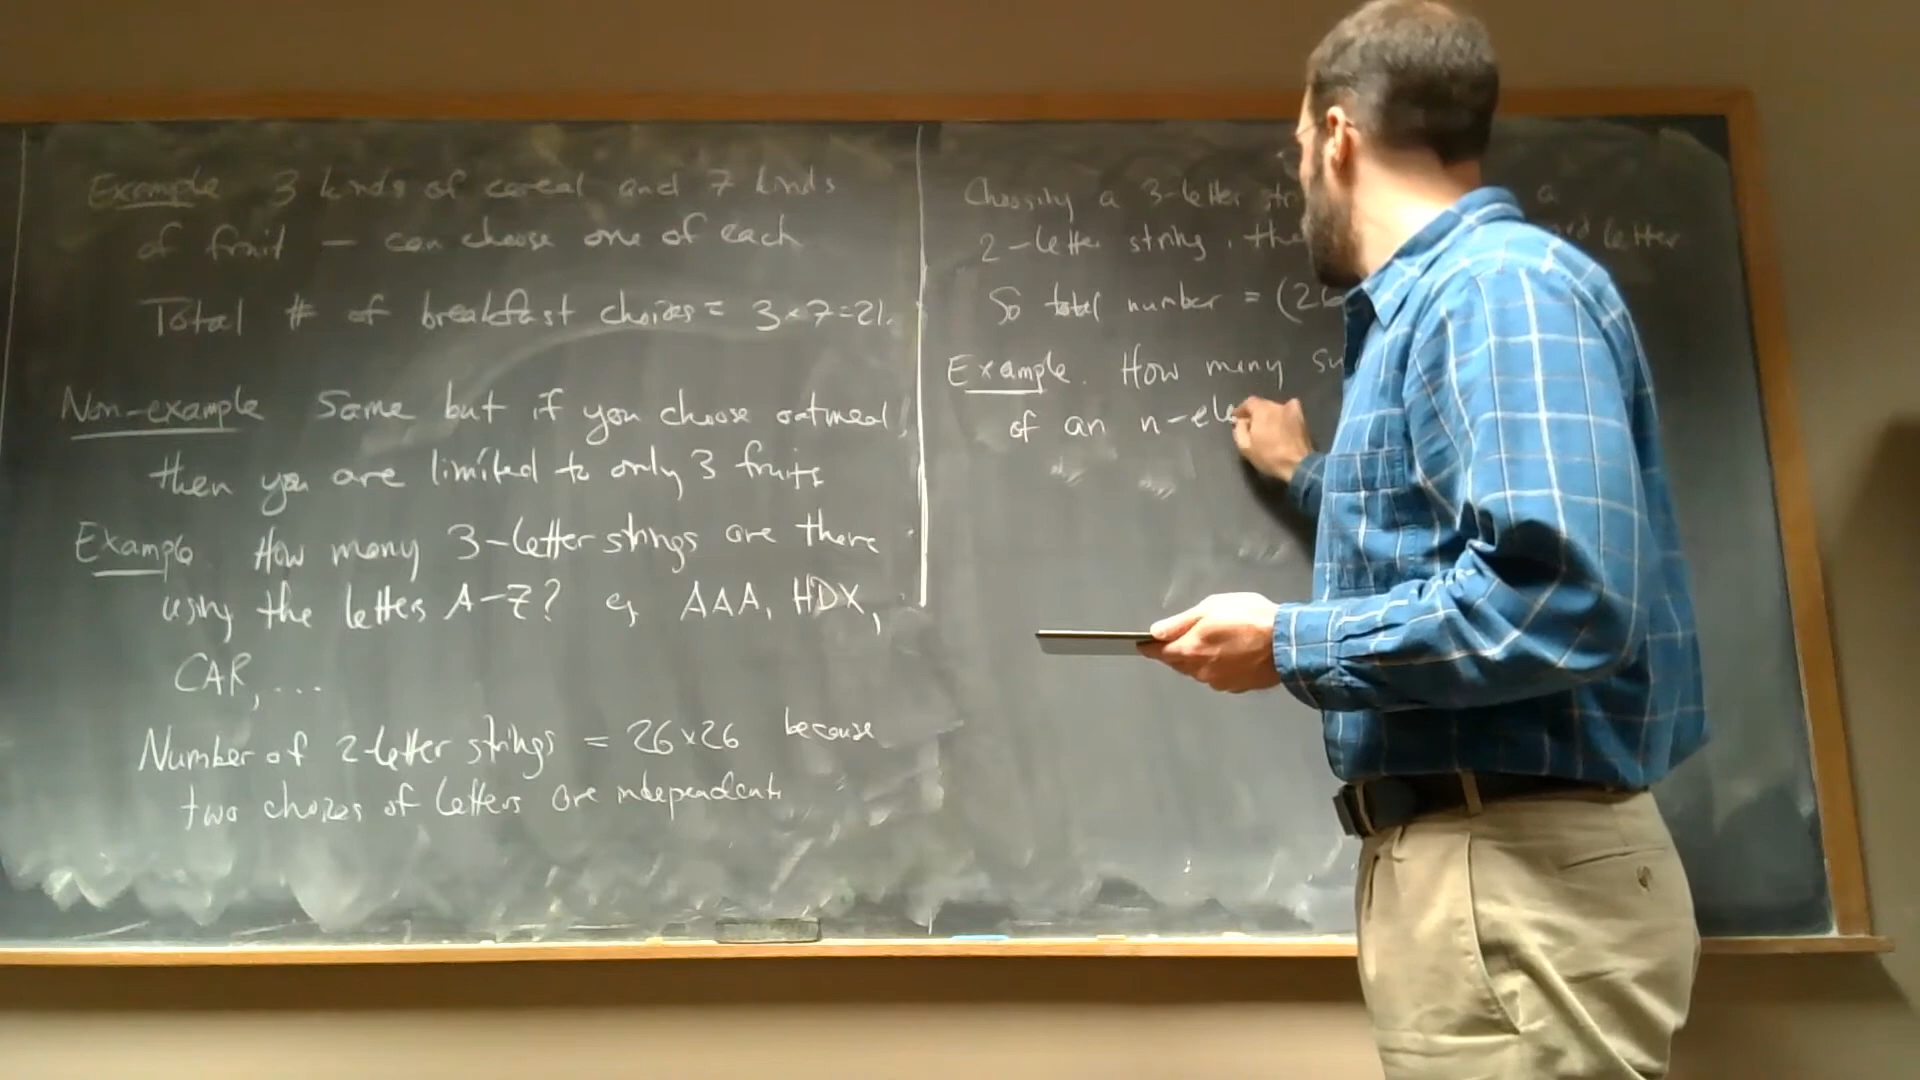 Example 3 kinds of cereal and 7 kinds
of fruit — can choose one of each
Total # of breakfast choices = 3×7=21.
Non-example Same but if you choose oatmeal,
then you are limited to only 3 fruits
Example. How many 3-letter strings are there
using the letters A-Z? eg AAA, HDX,
CAR, ...
Number of 2-letter strings = 26×26 because
two choices of letters are independent.
Choosing a 3-letter str a
2-letter string, the letter
So total number = (26
Example. How many su
of an n-ele